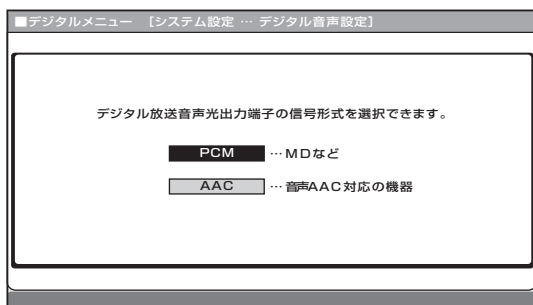 ■デジタルメニュー [システム設定 … デジタル音声設定]
デジタル放送音声光出力端子の信号形式を選択できます。
PCM …MDなど
AAC …音声AAC対応の機器